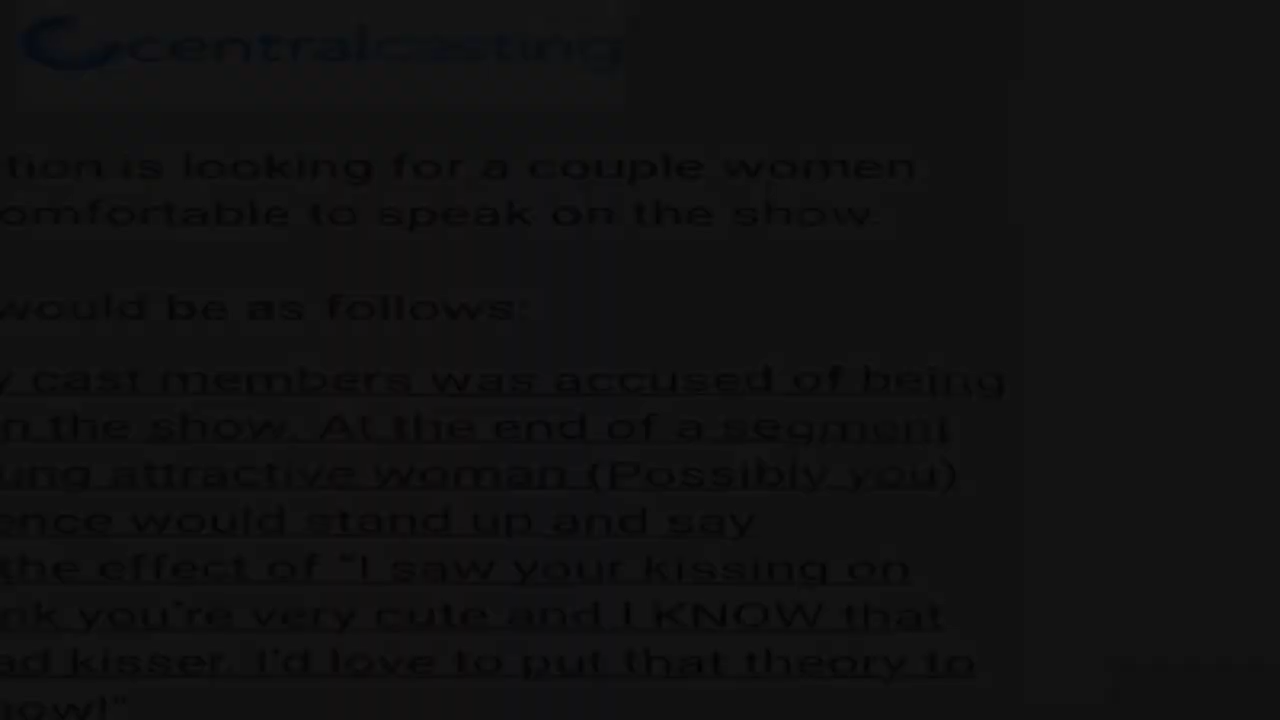 centralcasting
tion is looking for a couple women
omfortable to speak on the show.
would be as follows:
y cast members was accused of being
n the show. At the end of a segment
ung attractive woman (Possibly you)
ence would stand up and say
the effect of "I saw your kissing on
nk you're very cute and I KNOW that
ad kisser. I'd love to put that theory to
now!"